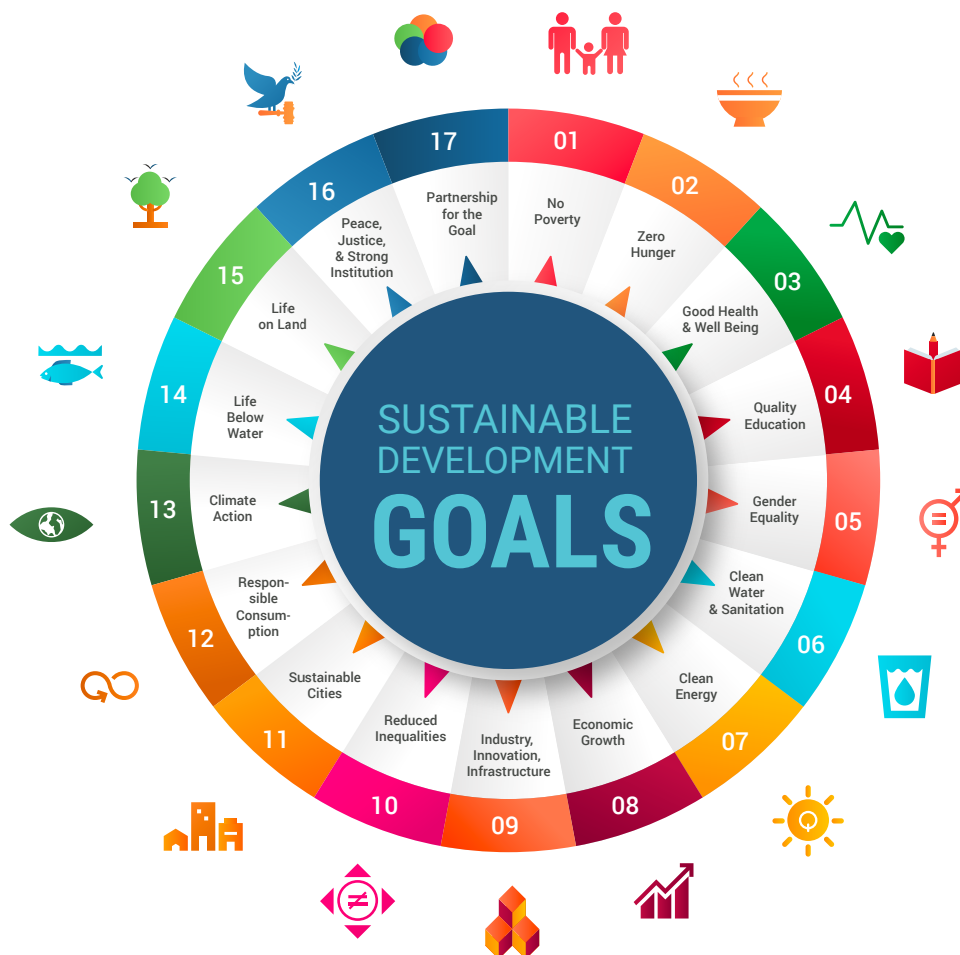 SUSTAINABLE
DEVELOPMENT
GOALS
01
No
Poverty
02
Zero
Hunger
03
Good Health
& Well Being
04
Quality
Education
05
Gender
Equality
06
Clean
Water
& Sanitation
07
Clean
Energy
08
Economic
Growth
09
Industry,
Innovation,
Infrastructure
10
Reduced
Inequalities
11
Sustainable
Cities
12
Respon-
sible
Consum-
ption
13
Climate
Action
14
Life
Below
Water
15
Life
on Land
16
Peace,
Justice,
& Strong
Institution
17
Partnership
for the
Goal